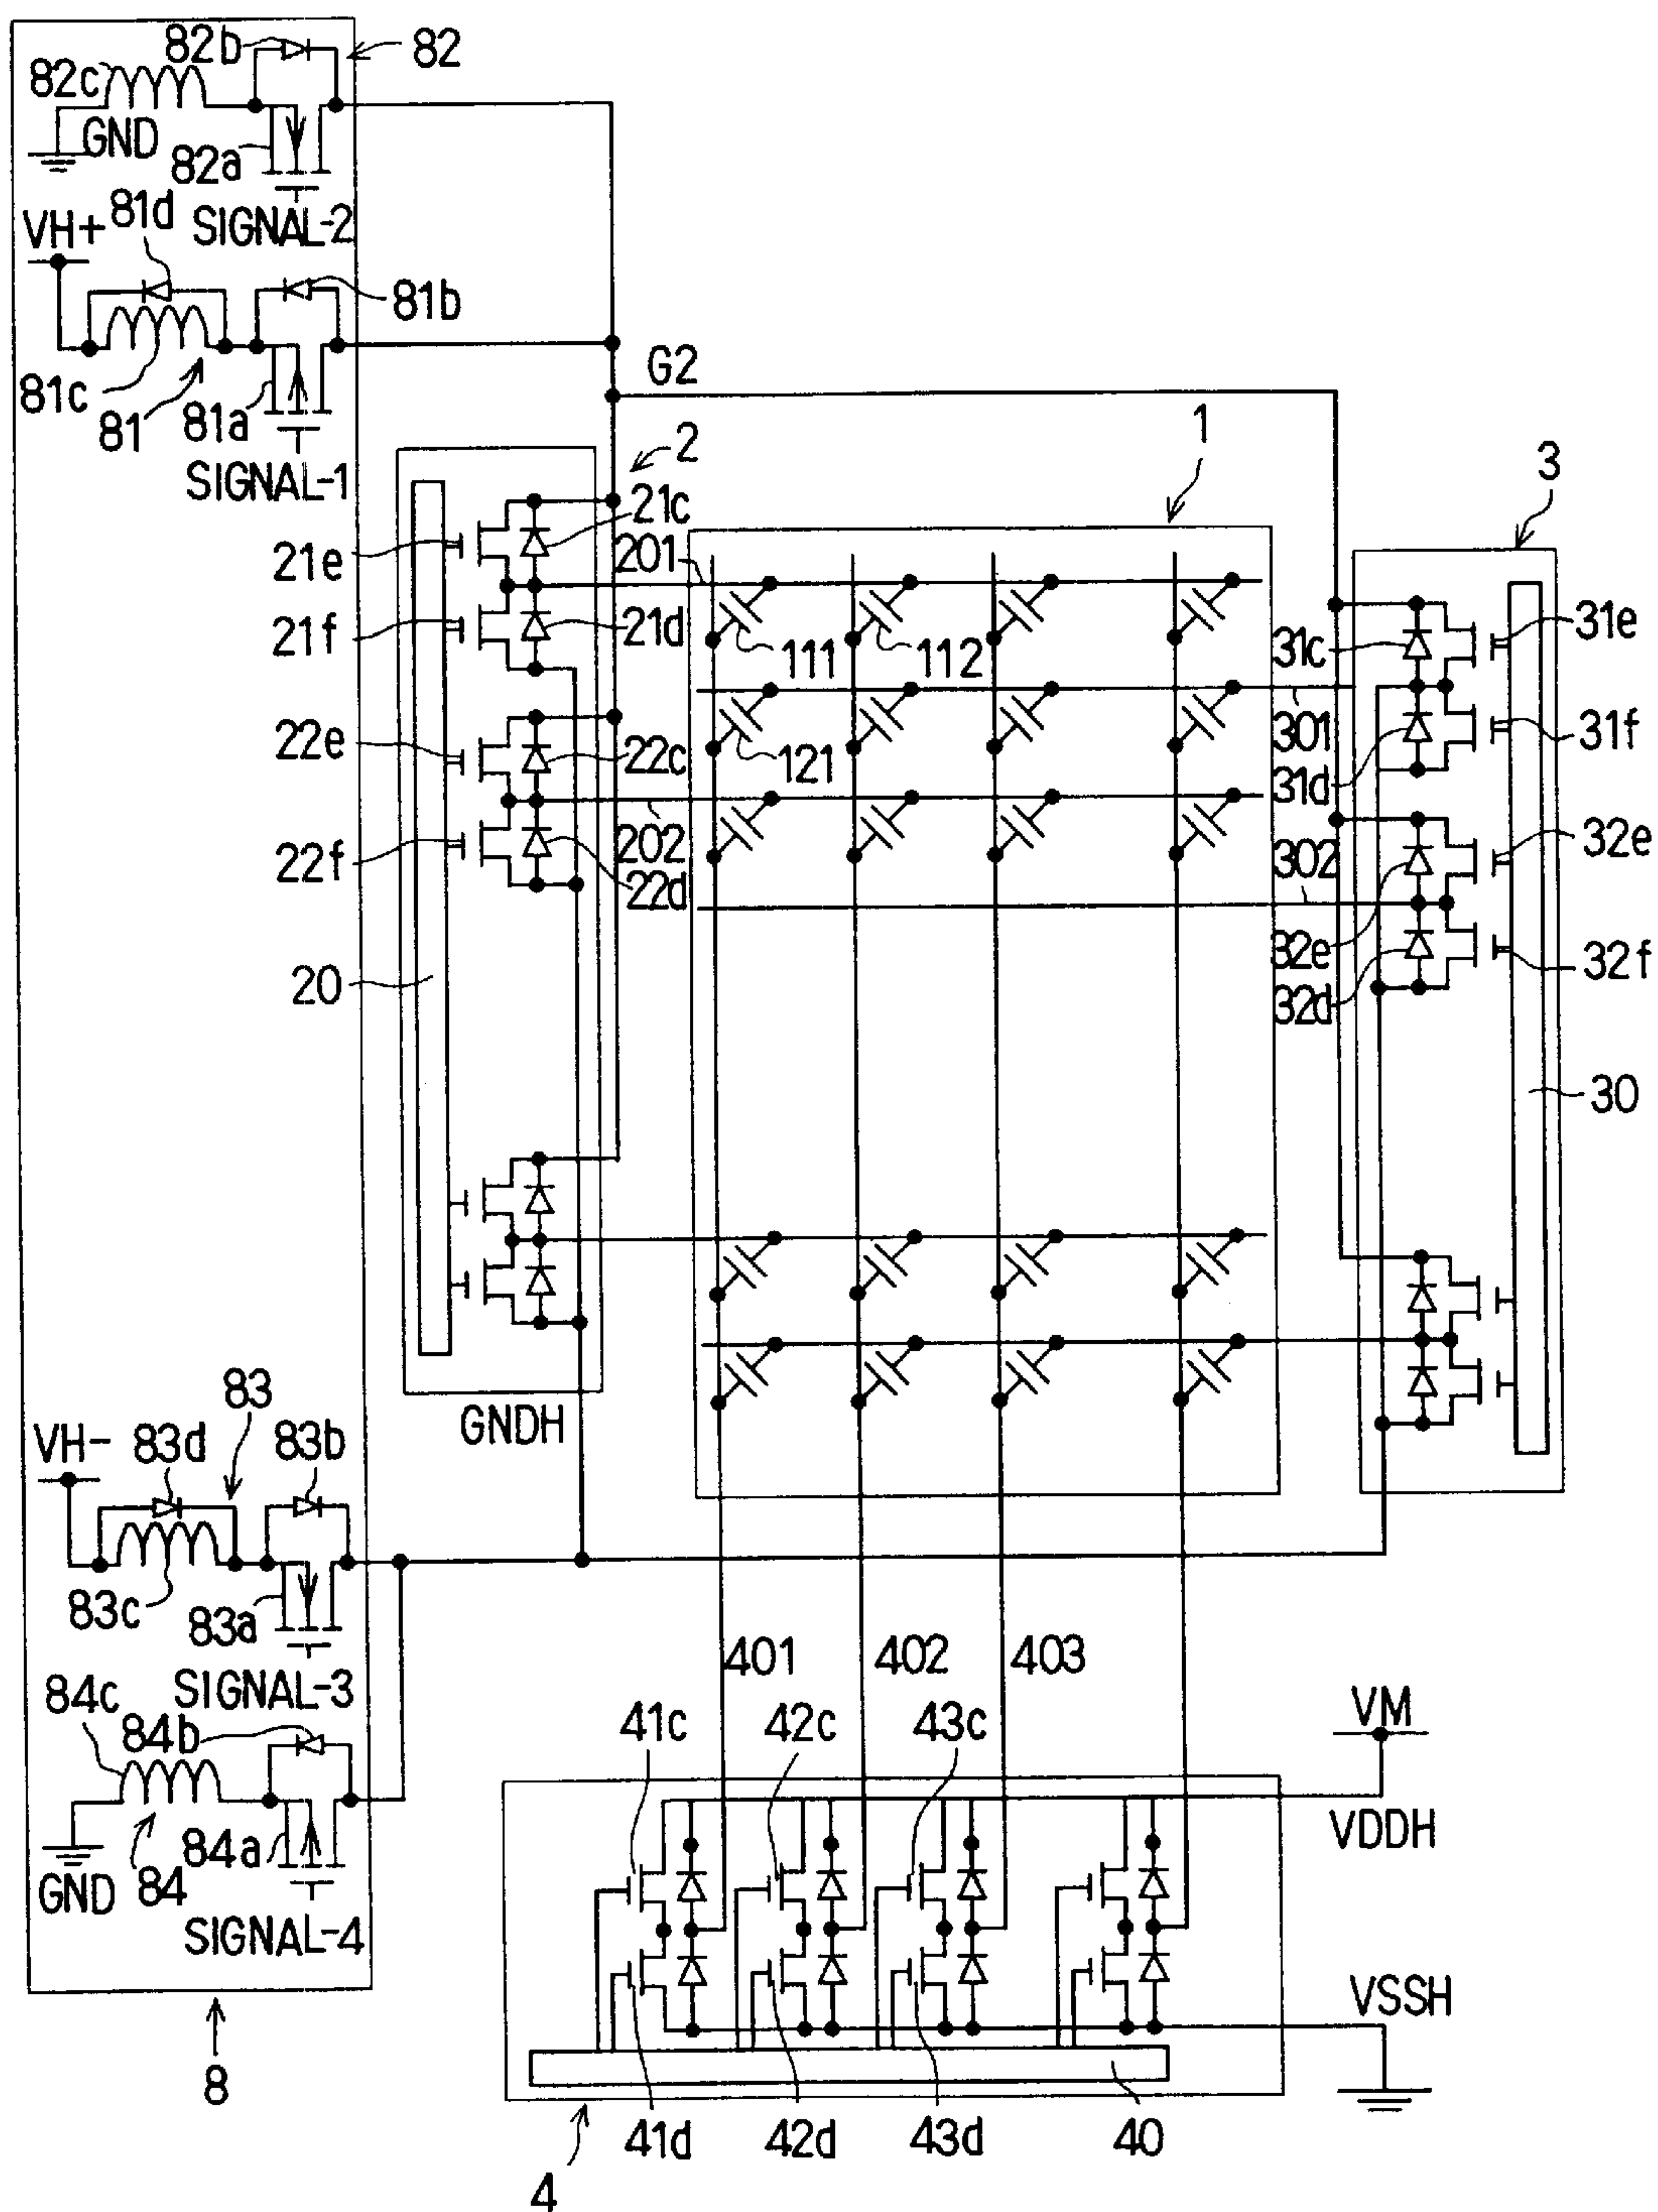 82b
82
82c
GND
82a
81d
SIGNAL-2
VH+
81b
G2
81c
81
81a
1
SIGNAL-1
2
3
21c
21e
201
21f
21d
111
112
31c
31e
22e
22c
121
301
31f
31d
22f
202
22d
302
32e
32e
32f
32d
20
30
83
GNDH
VH-
83d
83b
83c
83a
401
402
403
SIGNAL-3
84c
84b
41c
42c
43c
VM
VDDH
84a
GND
84
SIGNAL-4
VSSH
8
41d
42d
43d
40
4